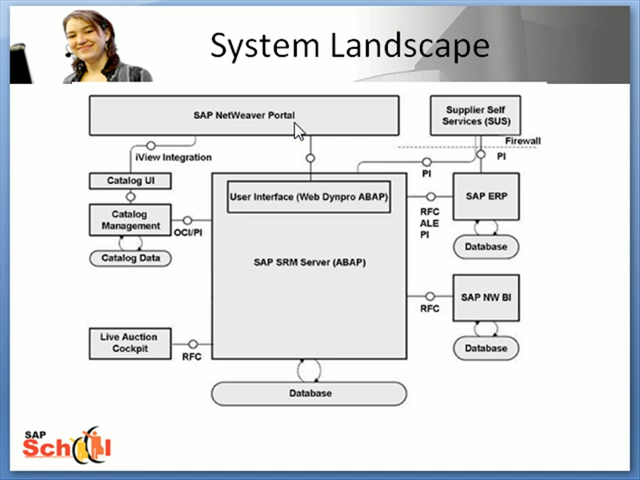 System Landscape
SAP NetWeaver Portal
Supplier Self
Services (SUS)
Firewall
iView Integration
PI
PI
Catalog UI
User Interface (Web Dynpro ABAP)
SAP ERP
Catalog
Management
OCI/PI
RFC
ALE
PI
Database
Catalog Data
SAP SRM Server (ABAP)
SAP NW BI
RFC
Live Auction
Cockpit
RFC
Database
Database
SAP
School